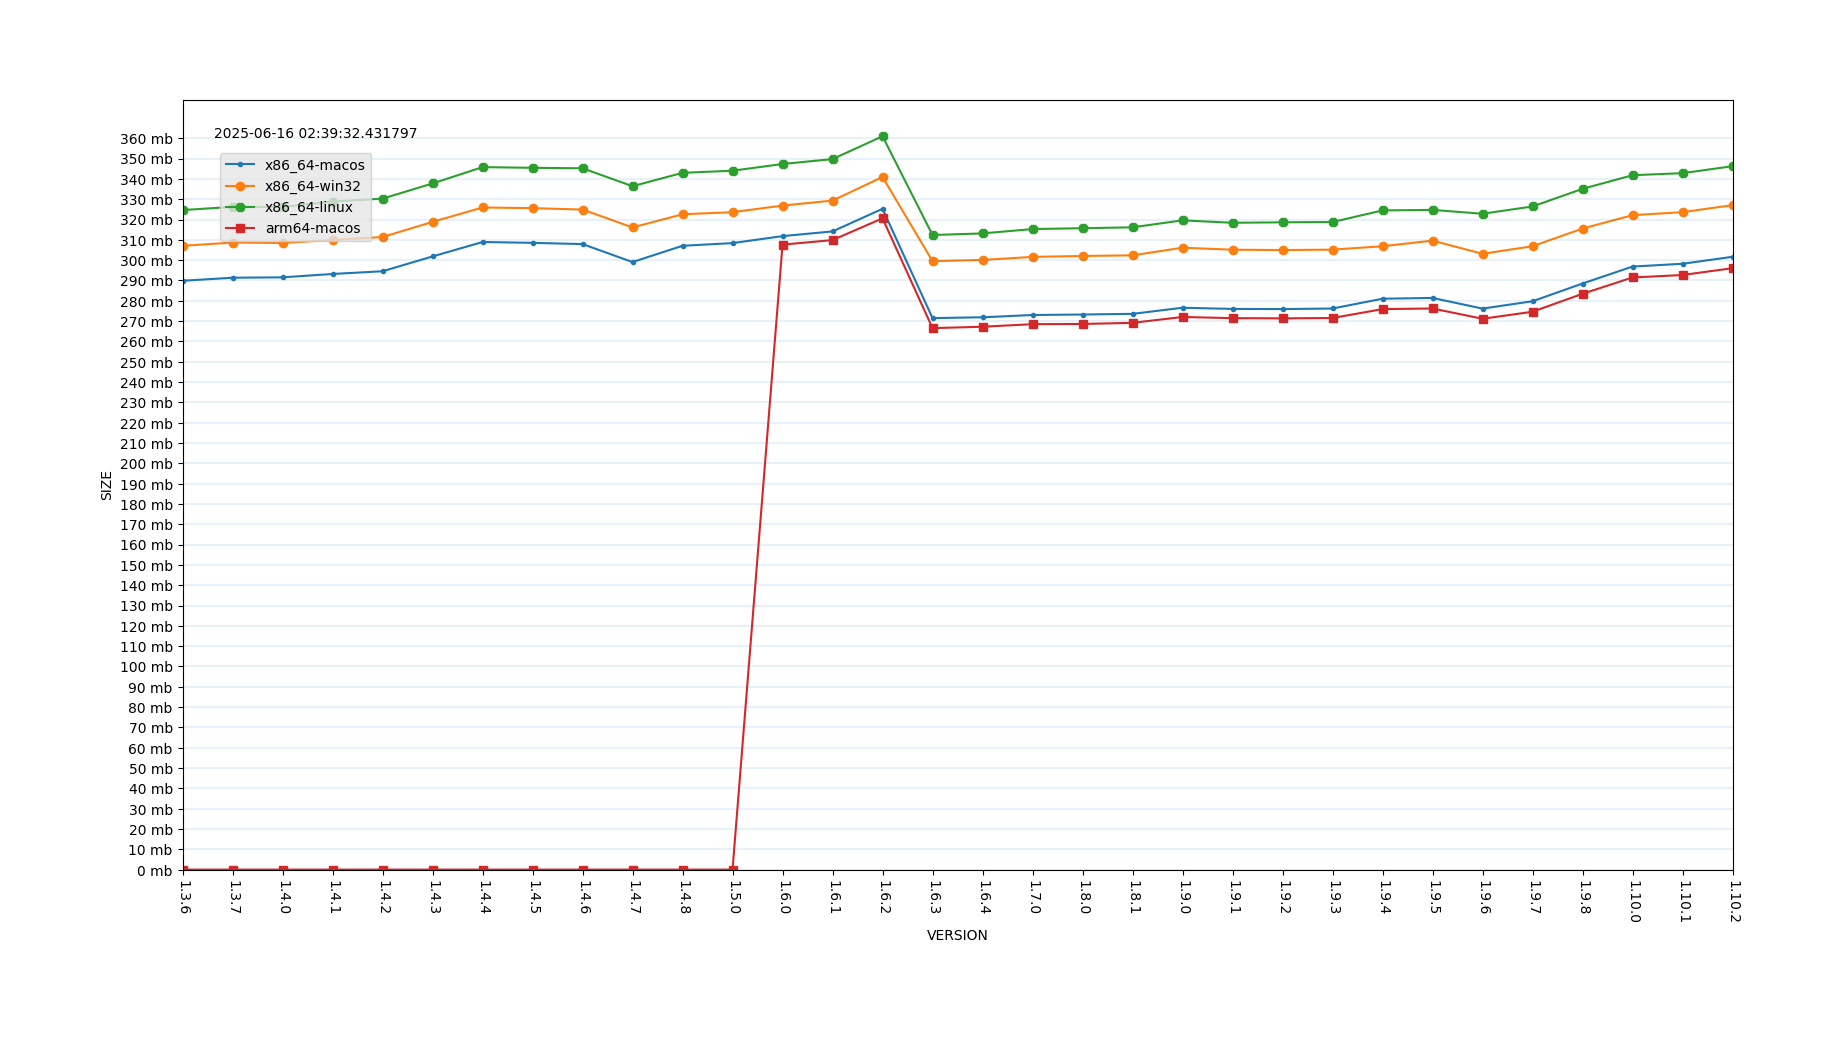 2025-06-16 02:39:32.431797
x86_64-macos
x86_64-win32
x86_64-linux
arm64-macos
360 mb
350 mb
340 mb
330 mb
320 mb
310 mb
300 mb
290 mb
280 mb
270 mb
260 mb
250 mb
240 mb
230 mb
220 mb
210 mb
200 mb
190 mb
180 mb
170 mb
160 mb
150 mb
140 mb
130 mb
120 mb
110 mb
100 mb
90 mb
80 mb
70 mb
60 mb
50 mb
40 mb
30 mb
20 mb
10 mb
0 mb
SIZE
1.3.6
1.3.7
1.4.0
1.4.1
1.4.2
1.4.3
1.4.4
1.4.5
1.4.6
1.4.7
1.4.8
1.5.0
1.6.0
1.6.1
1.6.2
1.6.3
1.6.4
1.7.0
1.8.0
1.8.1
1.9.0
1.9.1
1.9.2
1.9.3
1.9.4
1.9.5
1.9.6
1.9.7
1.9.8
1.10.0
1.10.1
1.10.2
VERSION